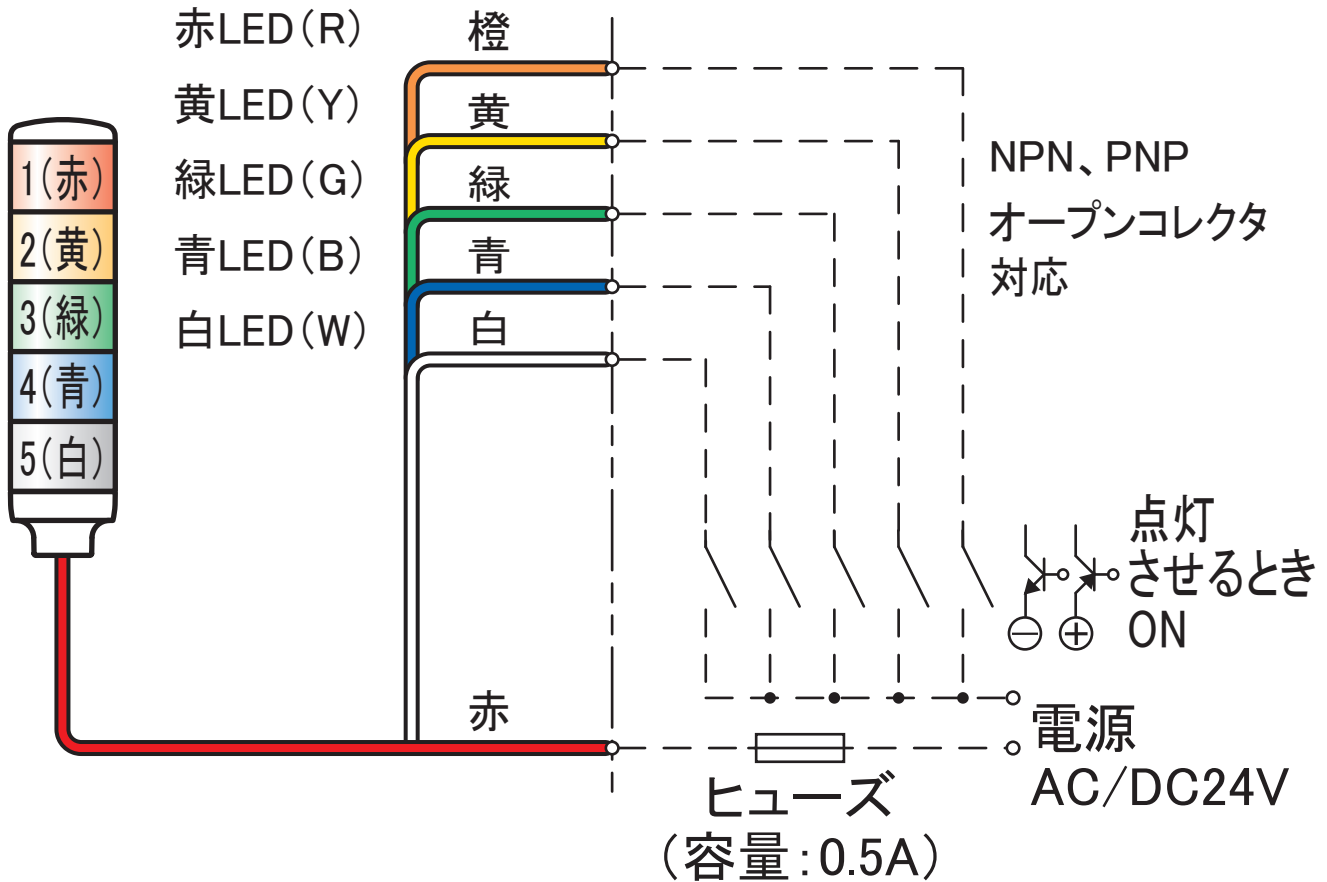 赤LED(R)
橙
黄LED(Y)
黄
緑LED(G)
緑
青LED(B)
青
白LED(W)
白
1(赤)
2(黄)
3(緑)
4(青)
5(白)
NPN、PNP
オープンコレクタ
対応
点灯
させるとき
ON
赤
電源
AC/DC24V
ヒューズ
(容量:0.5A)